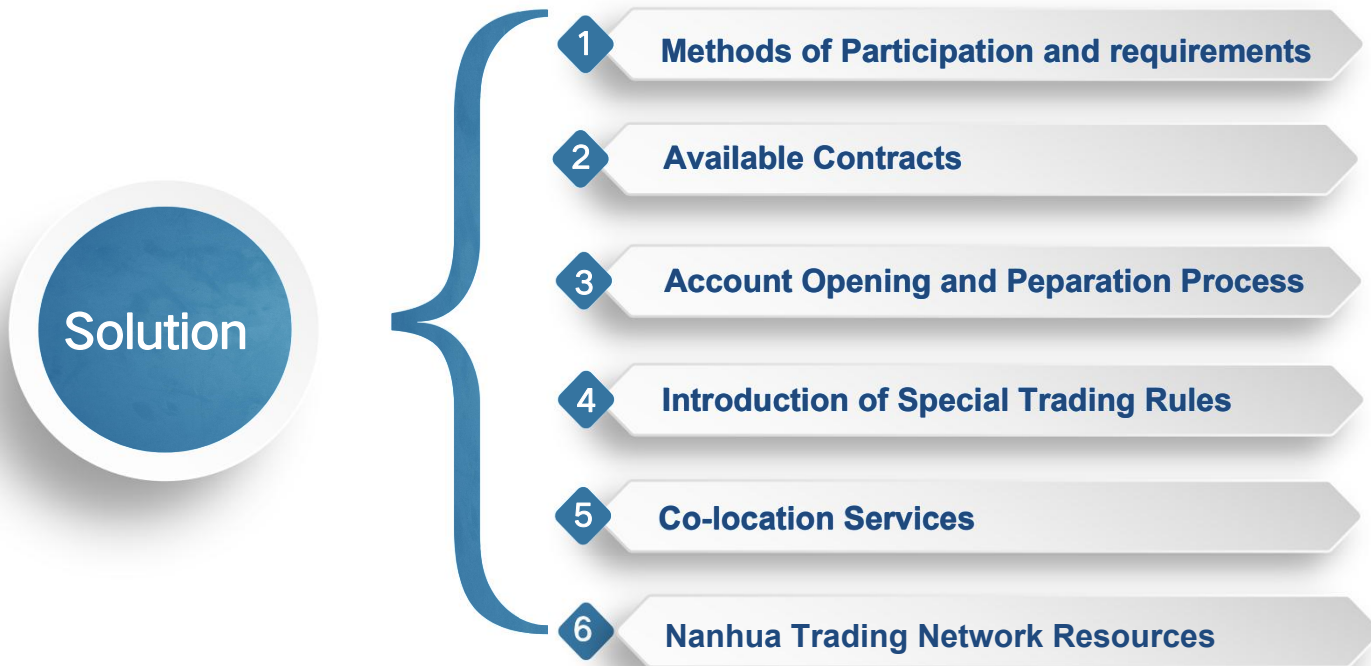 Solution
1 Methods of Participation and requirements
2 Available Contracts
3 Account Opening and Peparation Process
4 Introduction of Special Trading Rules
5 Co-location Services
6 Nanhua Trading Network Resources